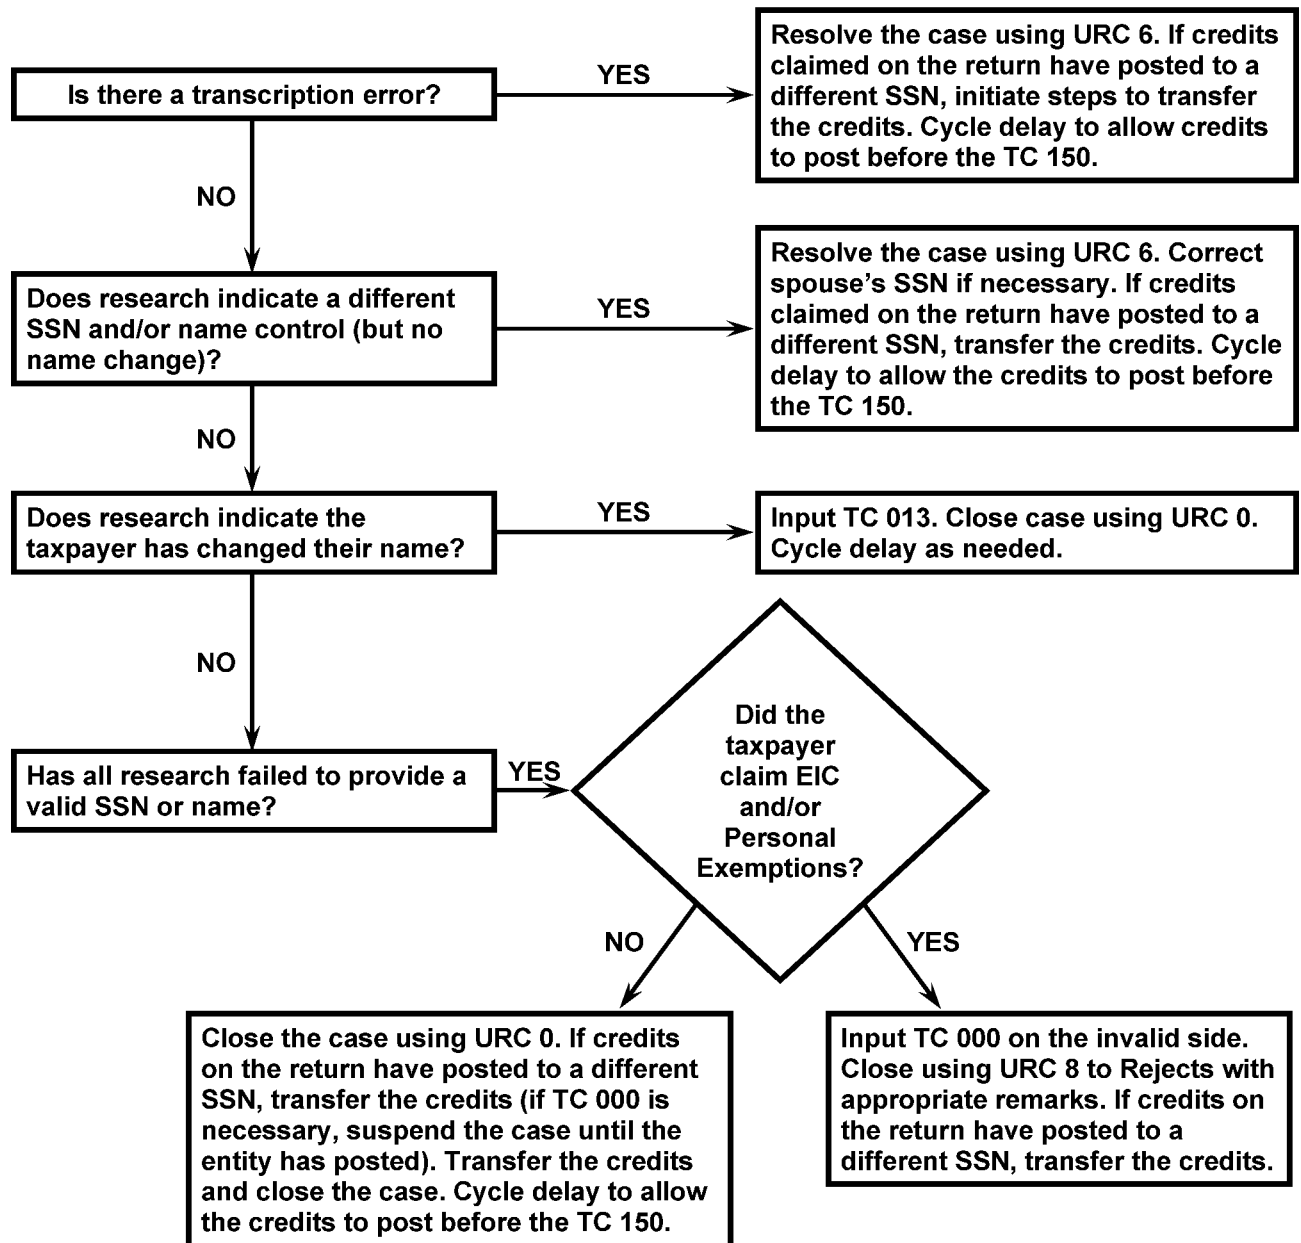 Is there a transcription error?
YES
Resolve the case using URC 6. If credits
claimed on the return have posted to a
different SSN, initiate steps to transfer
the credits. Cycle delay to allow credits
to post before the TC 150.
NO
Does research indicate a different
SSN and/or name control (but no
name change)?
YES
Resolve the case using URC 6. Correct
spouse’s SSN if necessary. If credits
claimed on the return have posted to a
different SSN, transfer the credits. Cycle
delay to allow the credits to post before
the TC 150.
NO
Does research indicate the
taxpayer has changed their name?
YES
Input TC 013. Close case using URC 0.
Cycle delay as needed.
NO
Has all research failed to provide a
valid SSN or name?
YES
Did the
taxpayer
claim EIC
and/or
Personal
Exemptions?
NO
Close the case using URC 0. If credits
on the return have posted to a different
SSN, transfer the credits (if TC 000 is
necessary, suspend the case until the
entity has posted). Transfer the credits
and close the case. Cycle delay to allow
the credits to post before the TC 150.
YES
Input TC 000 on the invalid side.
Close using URC 8 to Rejects with
appropriate remarks. If credits on
the return have posted to a
different SSN, transfer the credits.